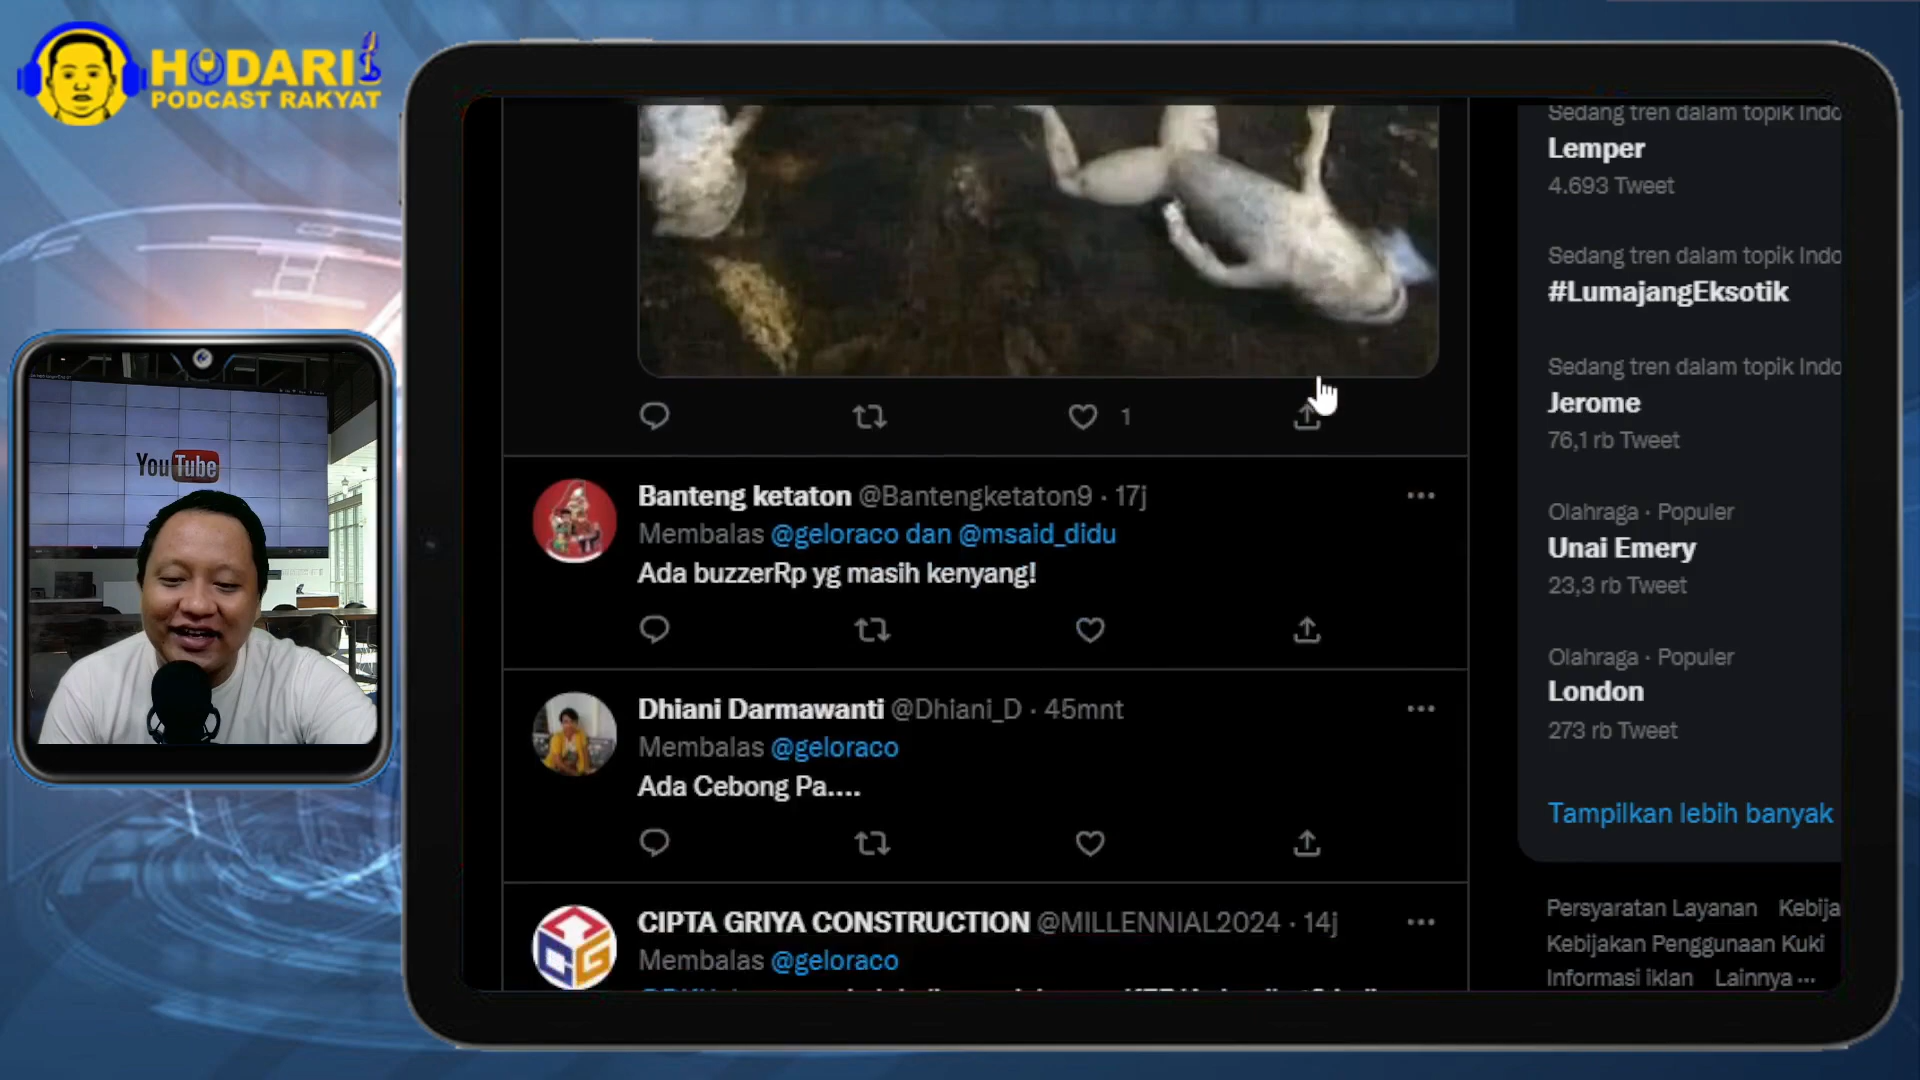 HODARI
PODCAST RAKYAT
YouTube
1
Banteng ketaton @Bantengketaton9 · 17j
Membalas @geloraco dan @msaid_didu
Ada buzzerRp yg masih kenyang!
Dhiani Darmawanti @Dhiani_D · 45mnt
Membalas @geloraco
Ada Cebong Pa....
CIPTA GRIYA CONSTRUCTION @MILLENNIAL2024 · 14j
Membalas @geloraco
Sedang tren dalam topik Indo
Lemper
4.693 Tweet
Sedang tren dalam topik Indo
#LumajangEksotik
Sedang tren dalam topik Indo
Jerome
76,1 rb Tweet
Olahraga · Populer
Unai Emery
23,3 rb Tweet
Olahraga · Populer
London
273 rb Tweet
Tampilkan lebih banyak
Persyaratan Layanan Kebija
Kebijakan Penggunaan Kuki
Informasi iklan Lainnya ···